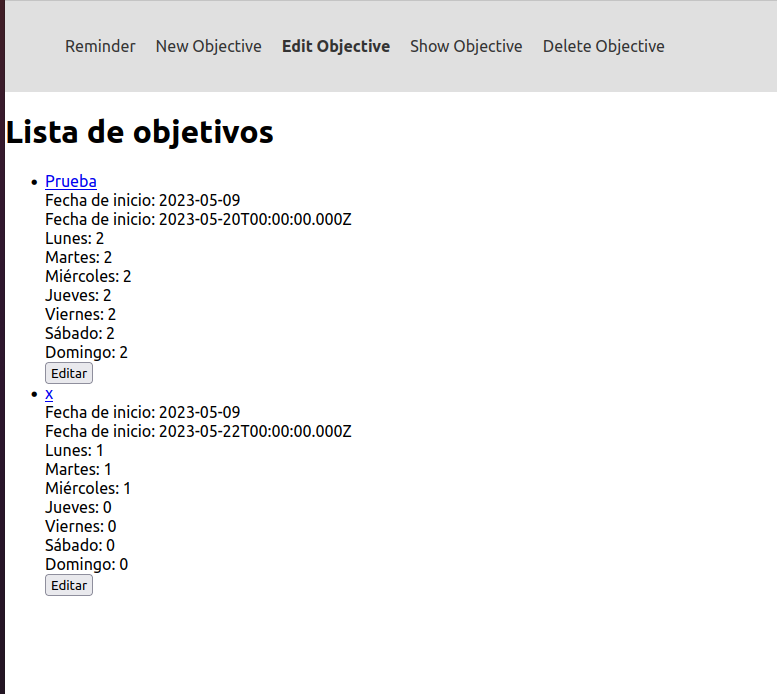 Reminder New Objective Edit Objective Show Objective Delete Objective
Lista de objetivos
Prueba
Fecha de inicio: 2023-05-09
Fecha de inicio: 2023-05-20T00:00:00.000Z
Lunes: 2
Martes: 2
Miércoles: 2
Jueves: 2
Viernes: 2
Sábado: 2
Domingo: 2
Editar
x
Fecha de inicio: 2023-05-09
Fecha de inicio: 2023-05-22T00:00:00.000Z
Lunes: 1
Martes: 1
Miércoles: 1
Jueves: 0
Viernes: 0
Sábado: 0
Domingo: 0
Editar